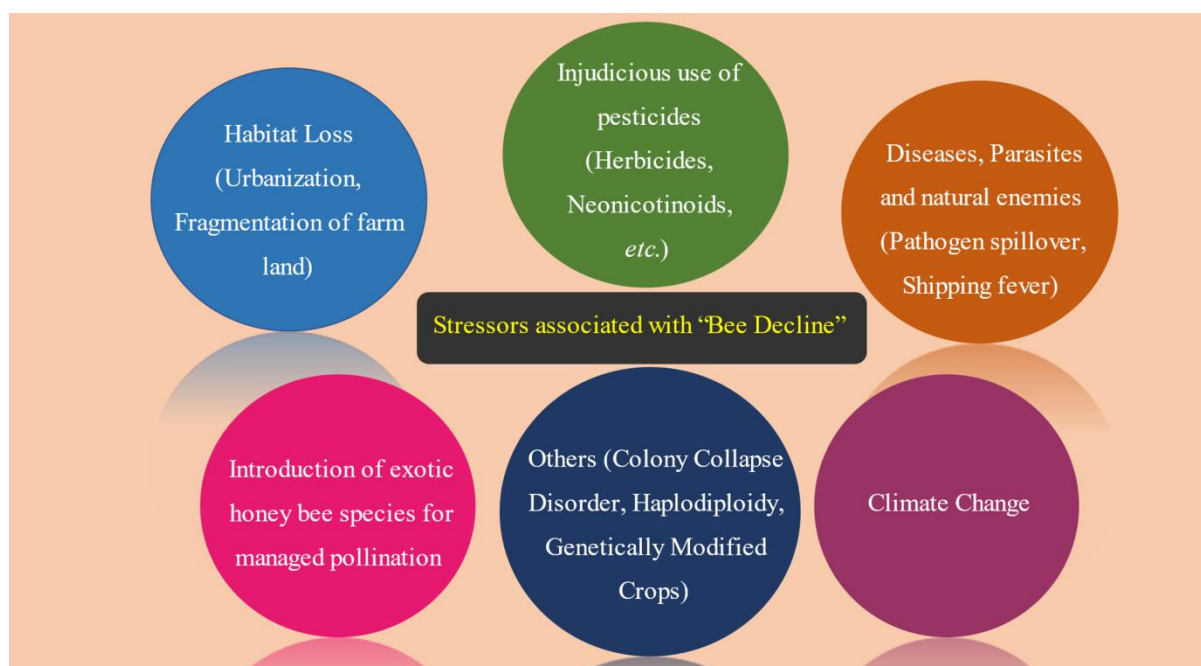 Habitat Loss
(Urbanization,
Fragmentation of farm
land)
Injudicious use of
pesticides
(Herbicides,
Neonicotinoids,
etc.)
Diseases, Parasites
and natural enemies
(Pathogen spillover,
Shipping fever)
Stressors associated with “Bee Decline”
Introduction of exotic
honey bee species for
managed pollination
Others (Colony Collapse
Disorder, Haplodiploidy,
Genetically Modified
Crops)
Climate Change